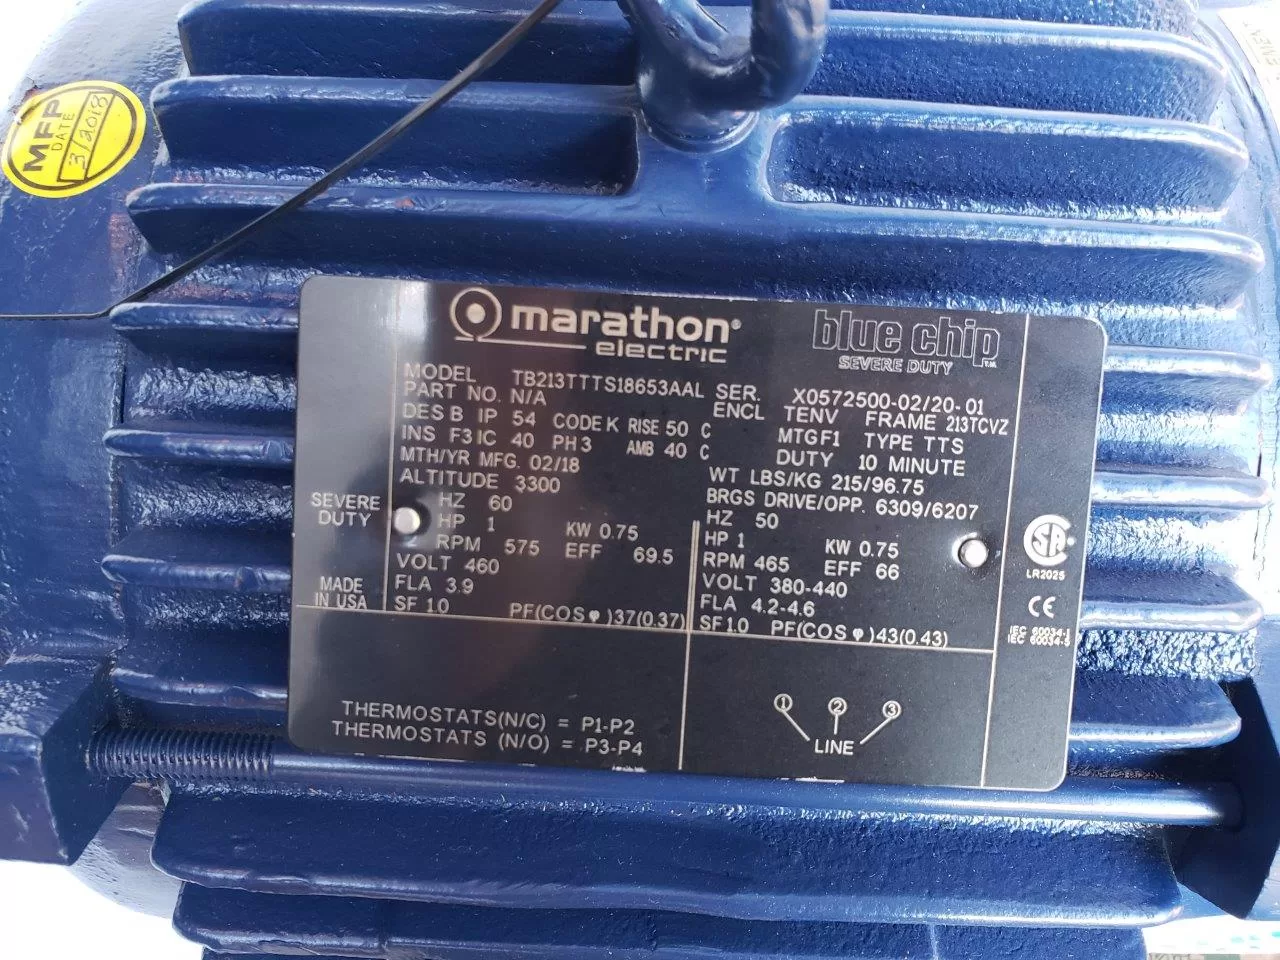 MFP
DATE
3/2018
marathon®
electric
blue chip
SEVERE DUTY
MODEL TB213TTTS18653AAL SER. X0572500-02/20-01
PART NO. N/A ENCL TENV FRAME 213TCVZ
DES B IP 54 CODE K RISE 50 C MTG F1 TYPE TTS
INS F3 IC 40 PH 3 AMB 40 C DUTY 10 MINUTE
MTH/YR MFG. 02/18 WT LBS/KG 215/96.75
ALTITUDE 3300 BRGS DRIVE/OPP. 6309/6207
SEVERE
DUTY
HZ 60
HP 1 KW 0.75
RPM 575 EFF 69.5
VOLT 460
FLA 3.9
SF 1.0 PF(COS φ)37(0.37)
HZ 50
HP 1 KW 0.75
RPM 465 EFF 66
VOLT 380-440
FLA 4.2-4.6
SF 1.0 PF(COS φ)43(0.43)
MADE
IN USA
LR2025
CE
IEC 60034-1
IEC 60034-5
THERMOSTATS(N/C) = P1-P2
THERMOSTATS (N/O) = P3-P4
1 2 3
LINE